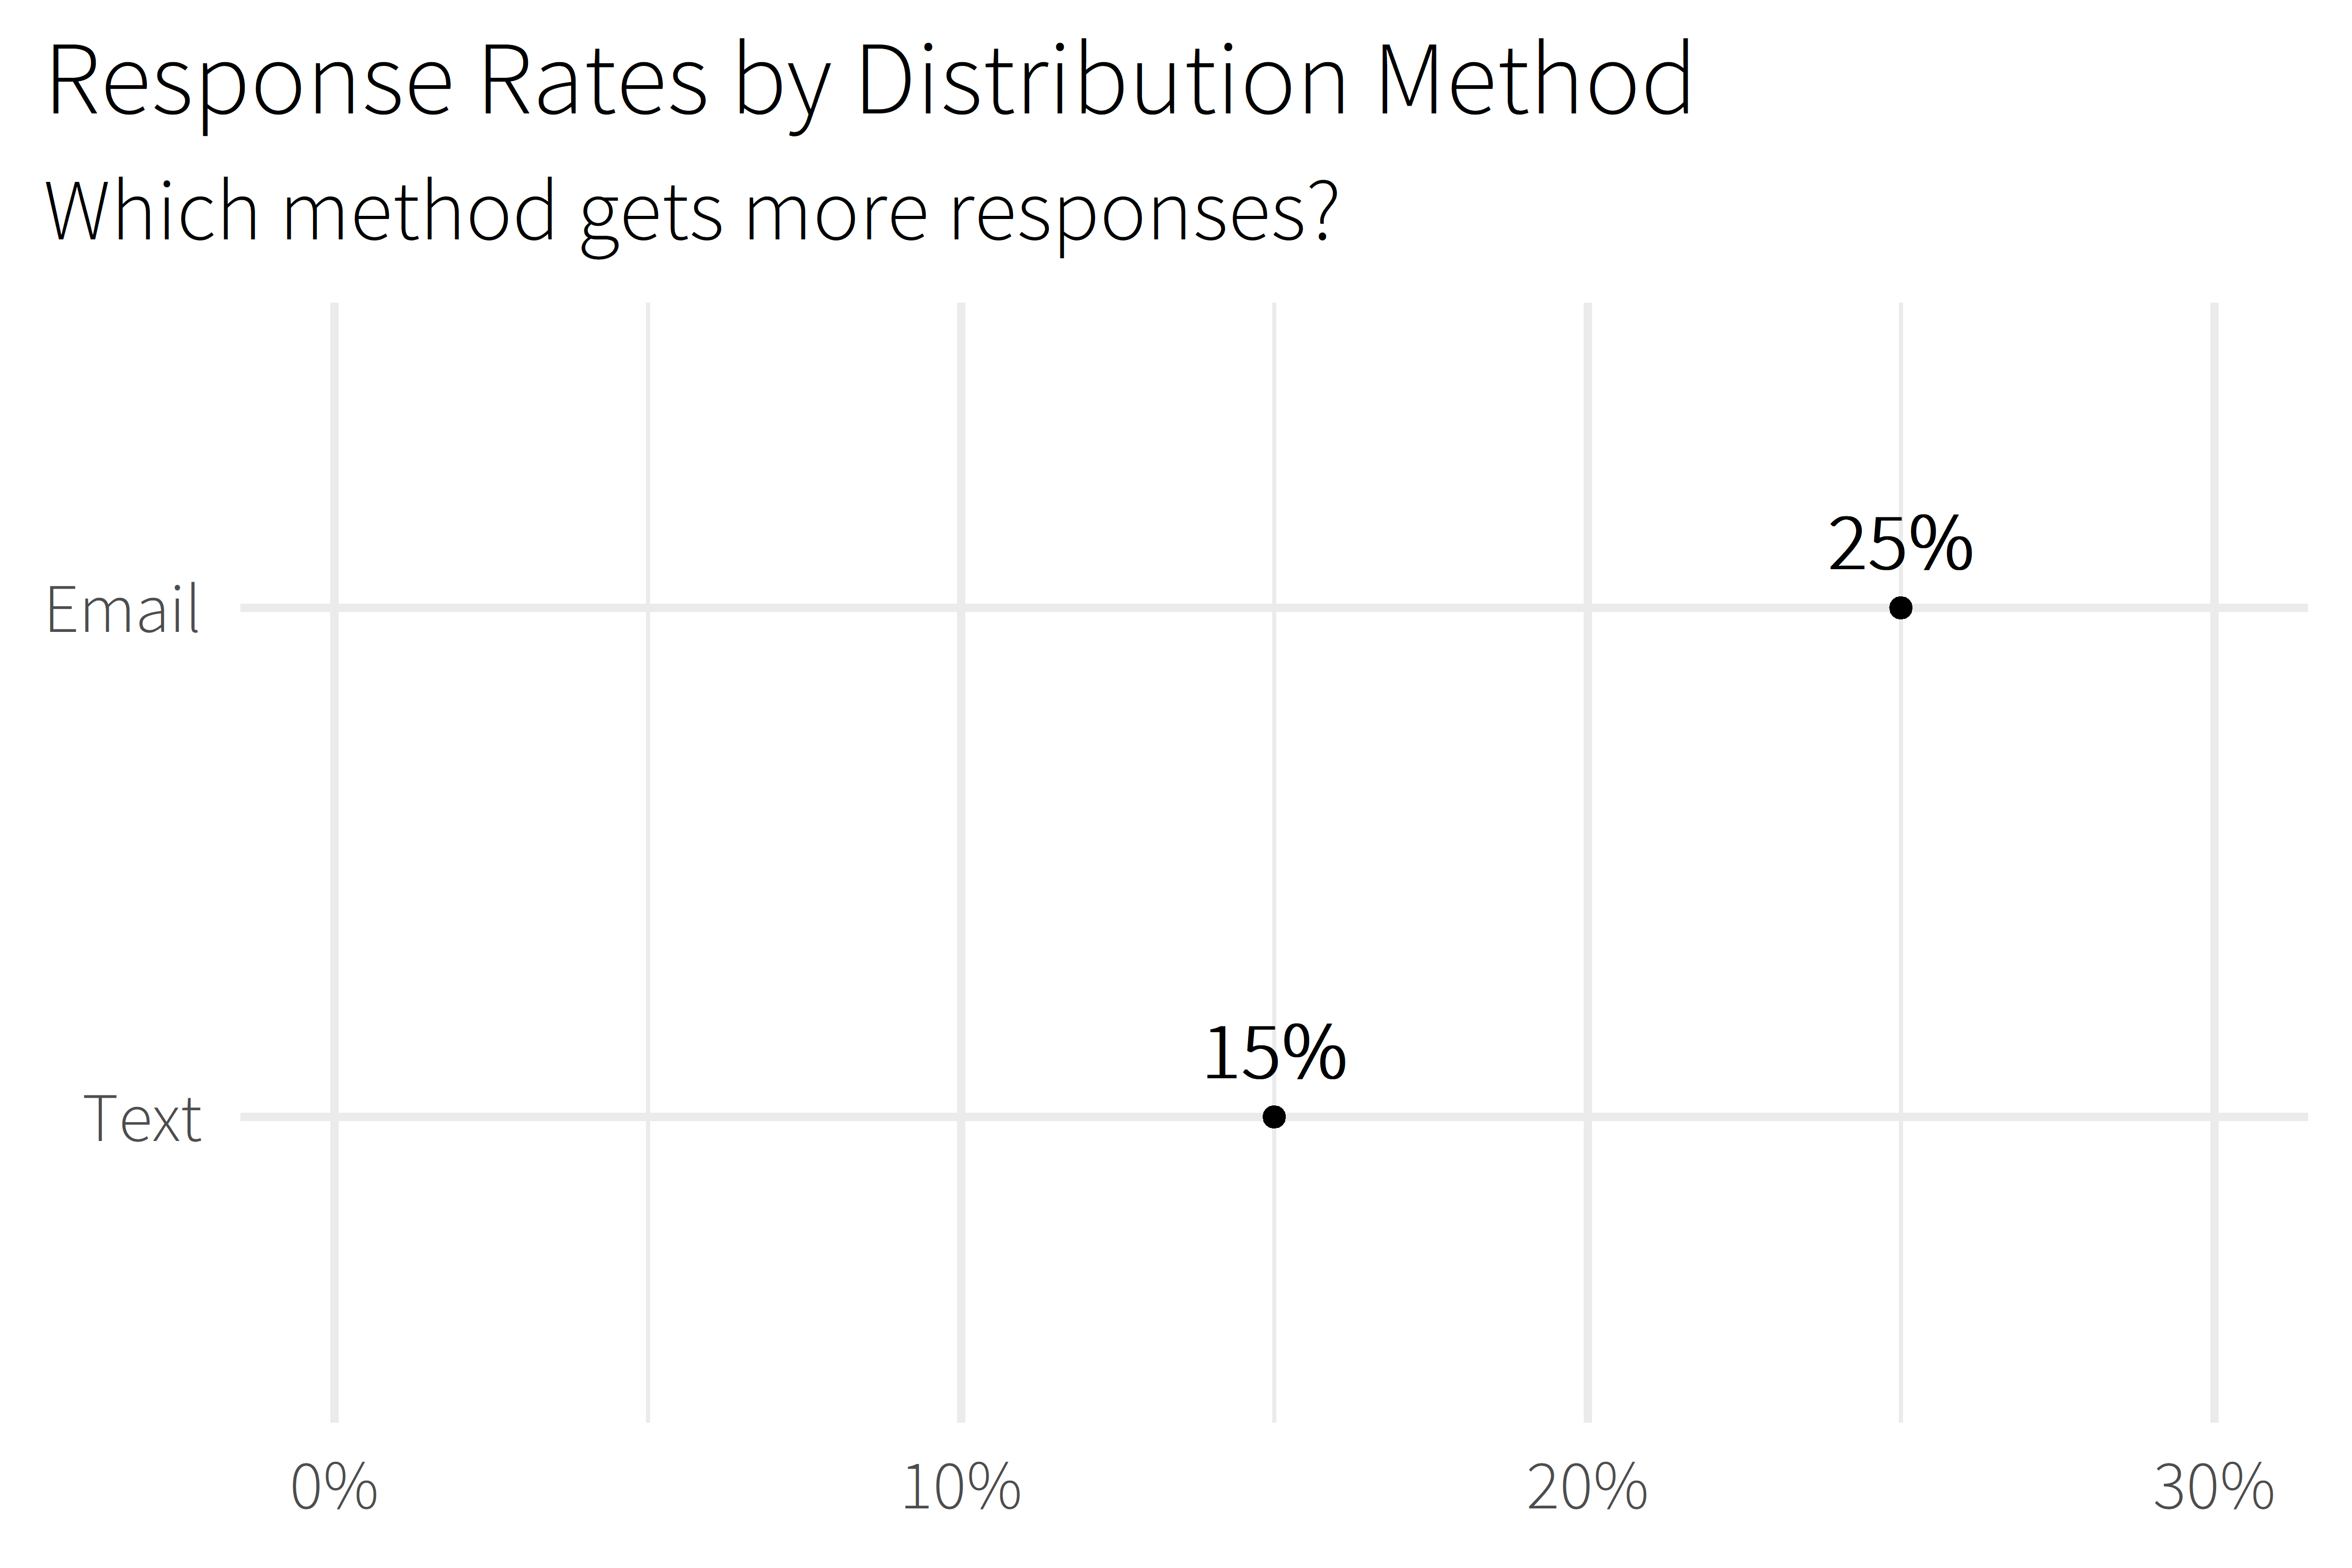 Response Rates by Distribution Method
Which method gets more responses?
25%
Email
15%
Text
0% 10% 20% 30%